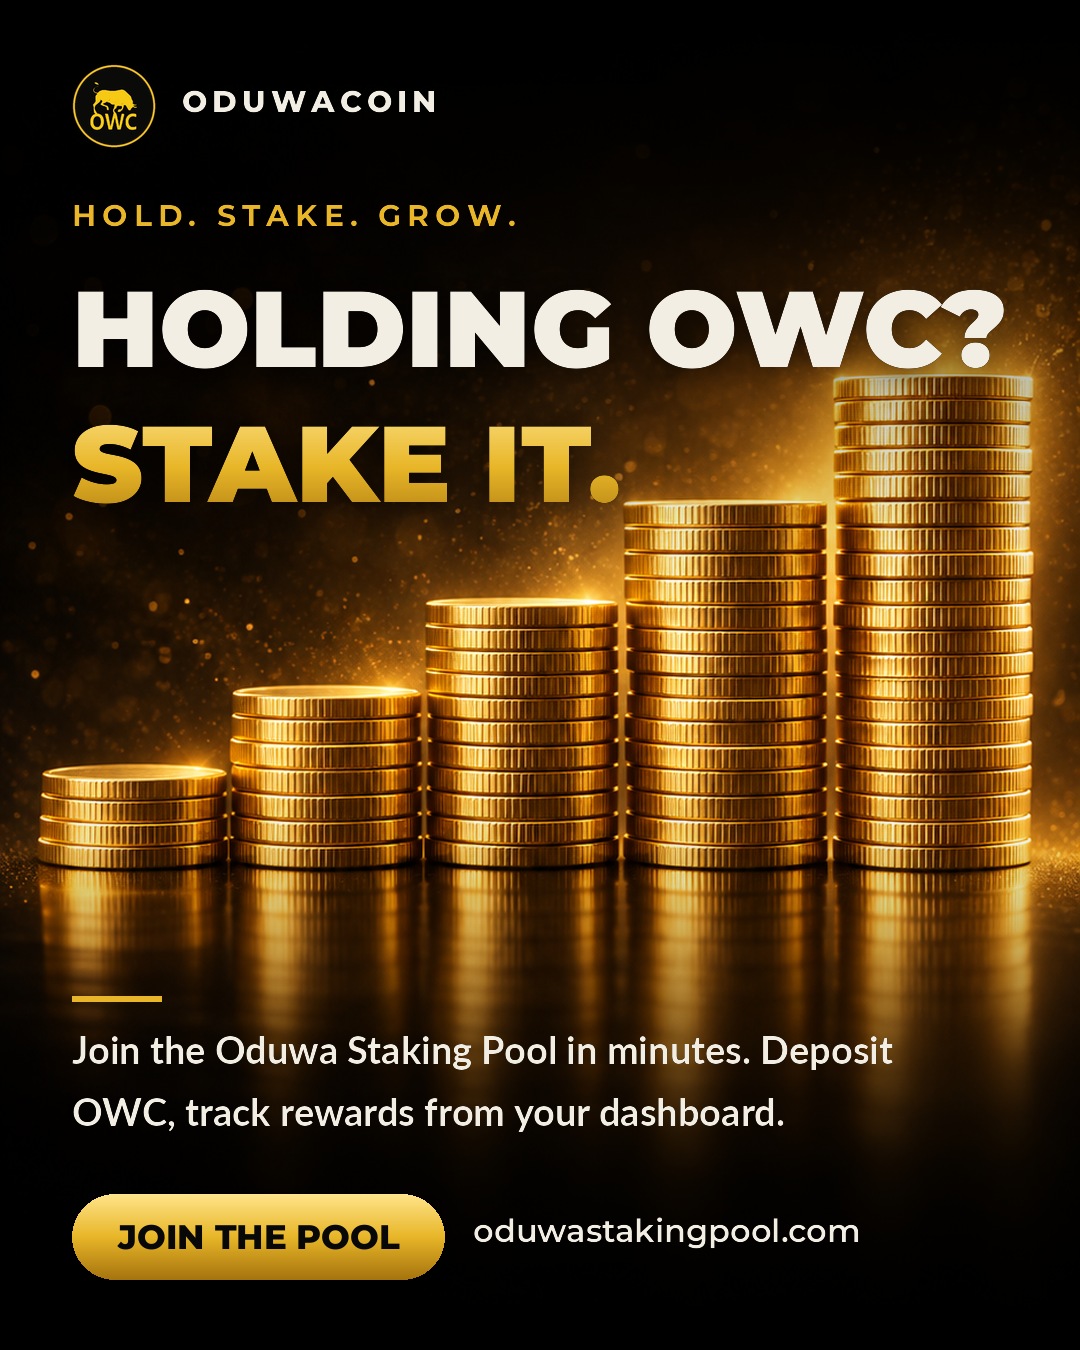 OWC
ODUWACOIN
HOLD. STAKE. GROW.
HOLDING OWC?
STAKE IT.
Join the Oduwa Staking Pool in minutes. Deposit
OWC, track rewards from your dashboard.
JOIN THE POOL
oduwastakingpool.com